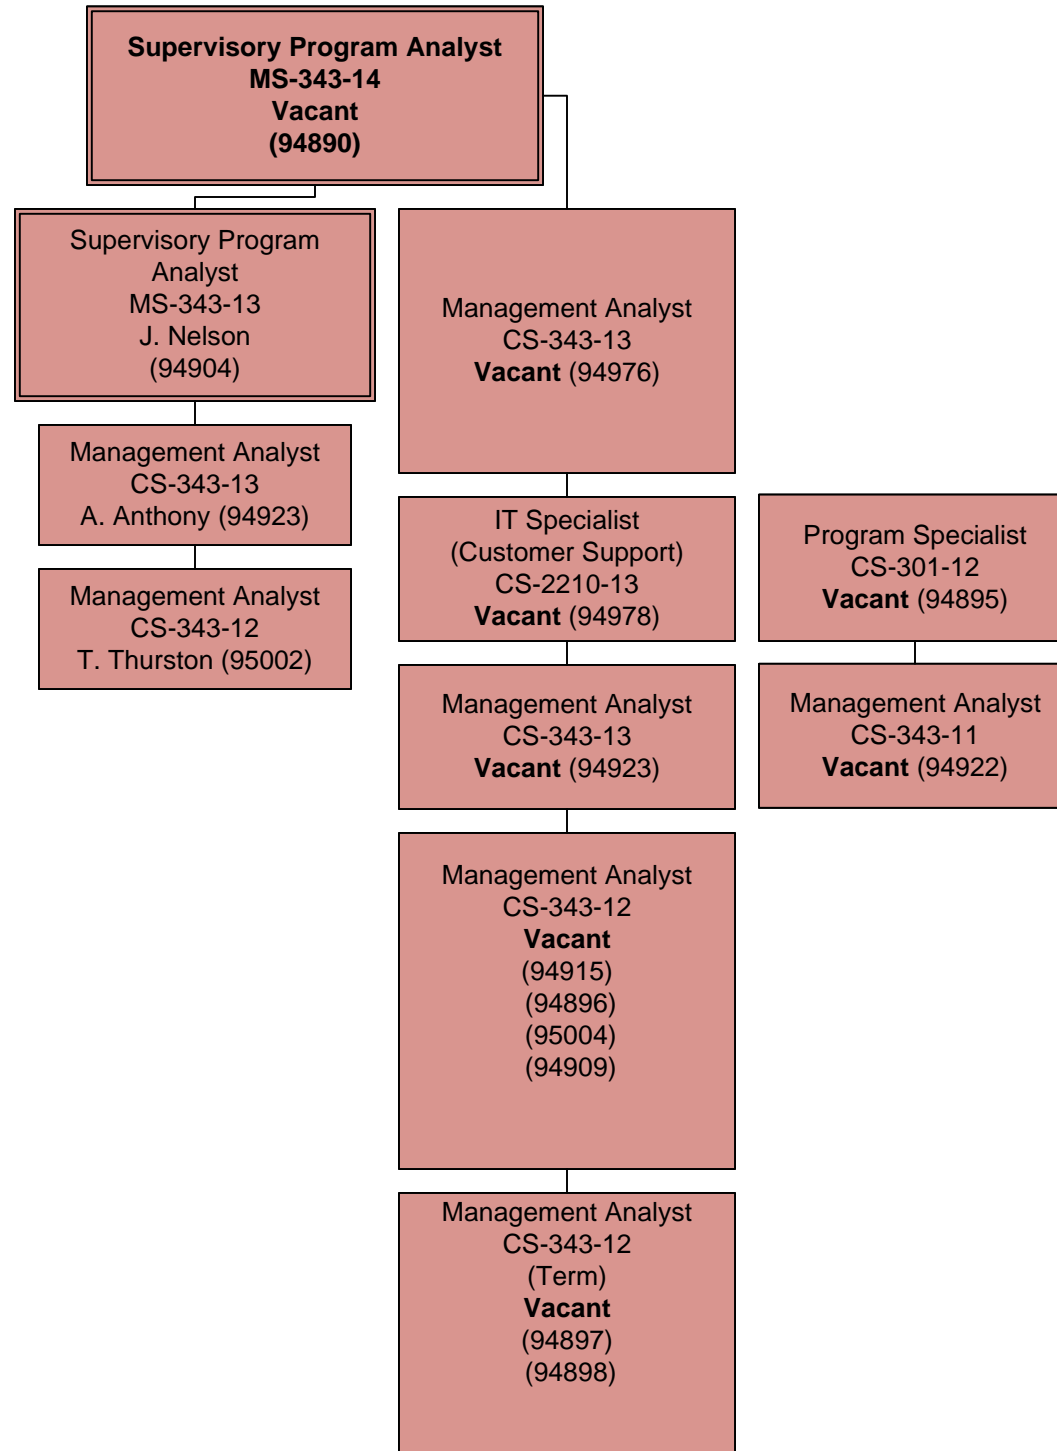 Supervisory Program Analyst
MS-343-14
Vacant
(94890)
Supervisory Program
Analyst
MS-343-13
J. Nelson
(94904)
Management Analyst
CS-343-13
A. Anthony (94923)
Management Analyst
CS-343-12
T. Thurston (95002)
Management Analyst
CS-343-13
Vacant (94976)
IT Specialist
(Customer Support)
CS-2210-13
Vacant (94978)
Management Analyst
CS-343-13
Vacant (94923)
Management Analyst
CS-343-12
Vacant
(94915)
(94896)
(95004)
(94909)
Management Analyst
CS-343-12
(Term)
Vacant
(94897)
(94898)
Program Specialist
CS-301-12
Vacant (94895)
Management Analyst
CS-343-11
Vacant (94922)